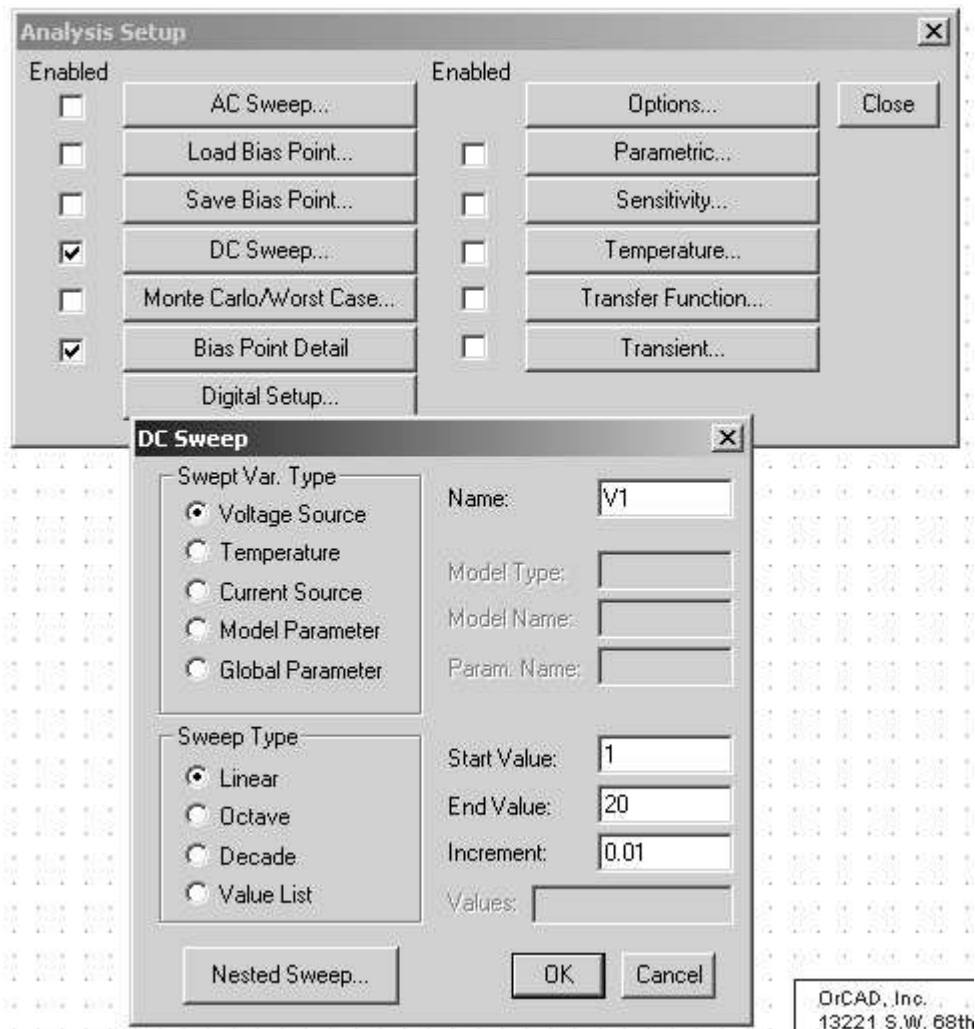 Analysis Setup
Enabled
Enabled
AC Sweep...
Options...
Close
Load Bias Point...
Parametric...
Save Bias Point...
Sensitivity...
DC Sweep...
Temperature...
Monte Carlo/Worst Case...
Transfer Function...
Bias Point Detail
Transient...
Digital Setup...
DC Sweep
Swept Var. Type
Voltage Source
Temperature
Current Source
Model Parameter
Global Parameter
Name:
V1
Model Type:
Model Name:
Param. Name:
Sweep Type
Linear
Octave
Decade
Value List
Start Value:
1
End Value:
20
Increment:
0.01
Values:
Nested Sweep...
OK
Cancel
OrCAD, Inc.
13221 S.W. 68th